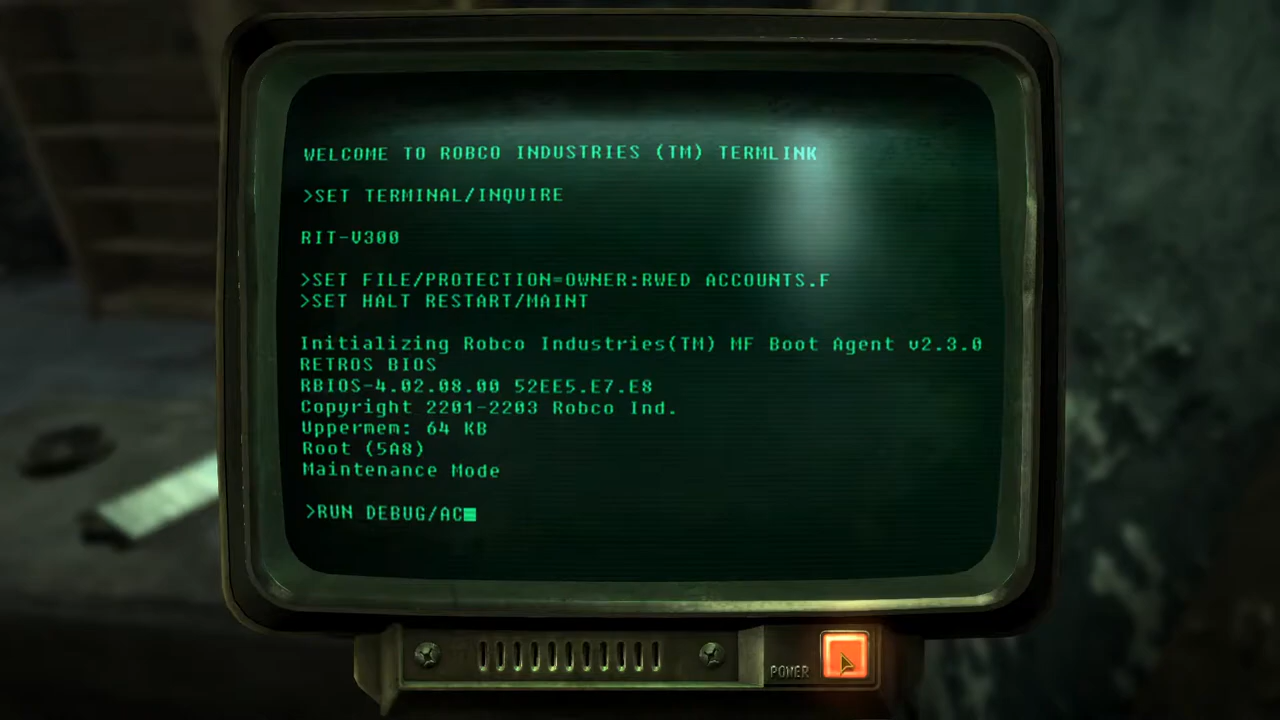 WELCOME TO ROBCO INDUSTRIES (TM) TERMLINK
>SET TERMINAL/INQUIRE
RIT-V300
>SET FILE/PROTECTION=OWNER:RWED ACCOUNTS.F
>SET HALT RESTART/MAINT
Initializing Robco Industries(TM) MF Boot Agent v2.3.0
RETROS BIOS
RBIOS-4.02.08.00 52EE5.E7.E8
Copyright 2201-2203 Robco Ind.
Uppermem: 64 KB
Root (5A8)
Maintenance Mode
>RUN DEBUG/AC
POWER